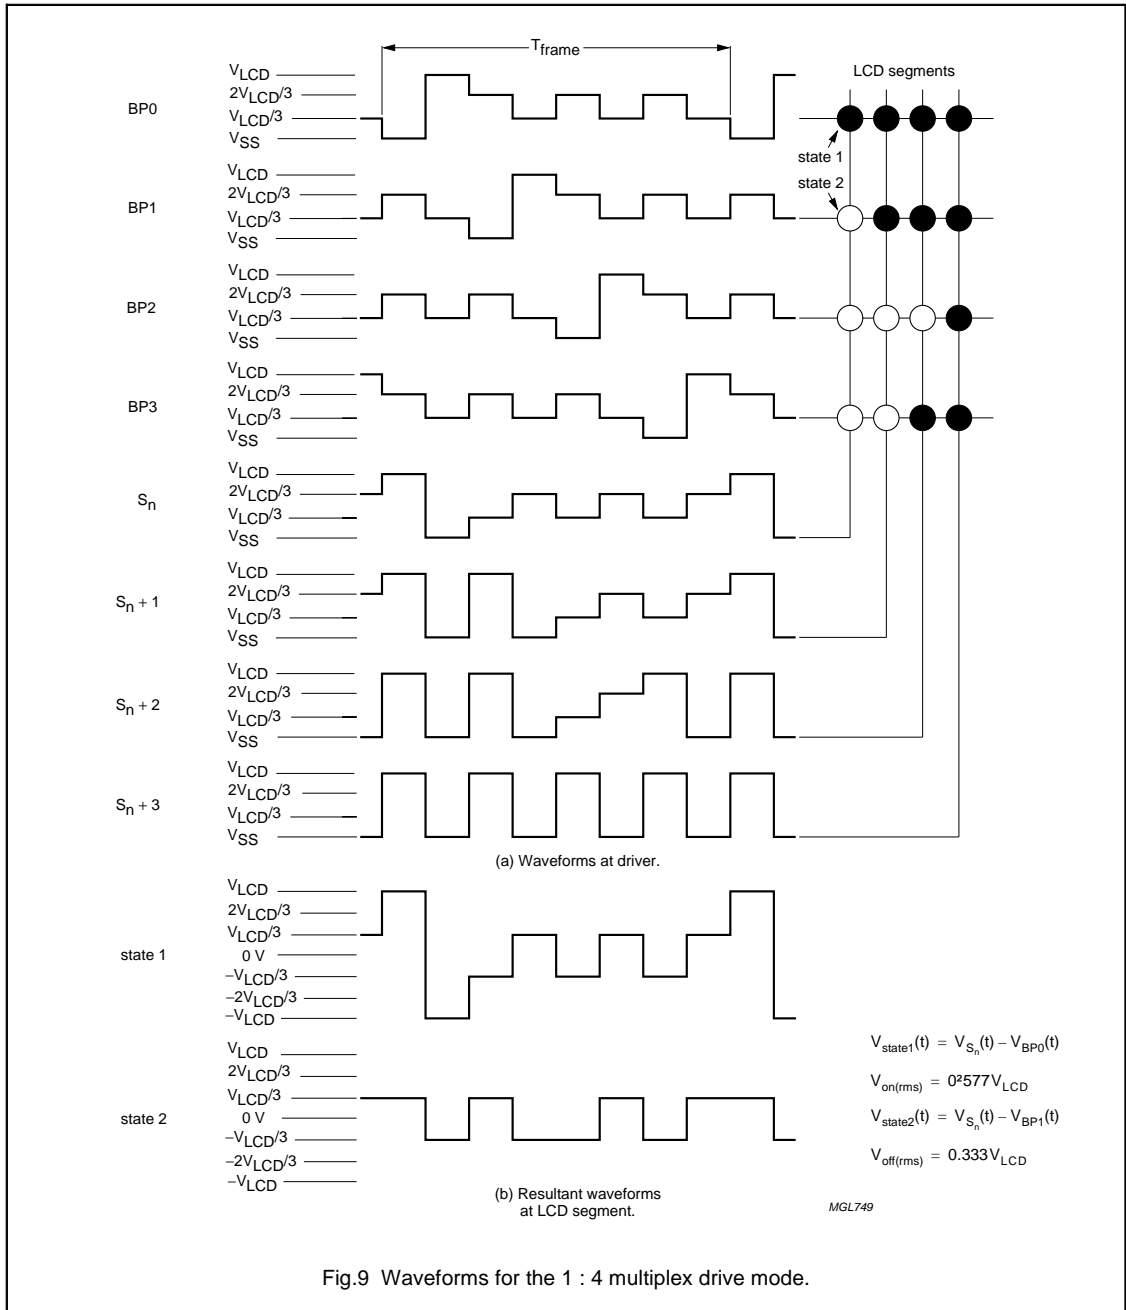 Tframe
VLCD
2VLCD/3
BP0
VLCD/3
VSS
LCD segments
state 1
state 2
VLCD
2VLCD/3
BP1
VLCD/3
VSS
VLCD
2VLCD/3
BP2
VLCD/3
VSS
VLCD
2VLCD/3
BP3
VLCD/3
VSS
VLCD
2VLCD/3
Sn
VLCD/3
VSS
VLCD
2VLCD/3
Sn + 1
VLCD/3
VSS
VLCD
2VLCD/3
Sn + 2
VLCD/3
VSS
VLCD
2VLCD/3
Sn + 3
VLCD/3
VSS
(a) Waveforms at driver.
VLCD
2VLCD/3
VLCD/3
state 1
0 V
−VLCD/3
−2VLCD/3
−VLCD
VLCD
2VLCD/3
VLCD/3
state 2
0 V
−VLCD/3
−2VLCD/3
−VLCD
Vstate1(t) = VSn(t) − VBP0(t)
Von(rms) = 0²577VLCD
Vstate2(t) = VSn(t) − VBP1(t)
Voff(rms) = 0.333VLCD
(b) Resultant waveforms
at LCD segment.
MGL749
Fig.9 Waveforms for the 1 : 4 multiplex drive mode.